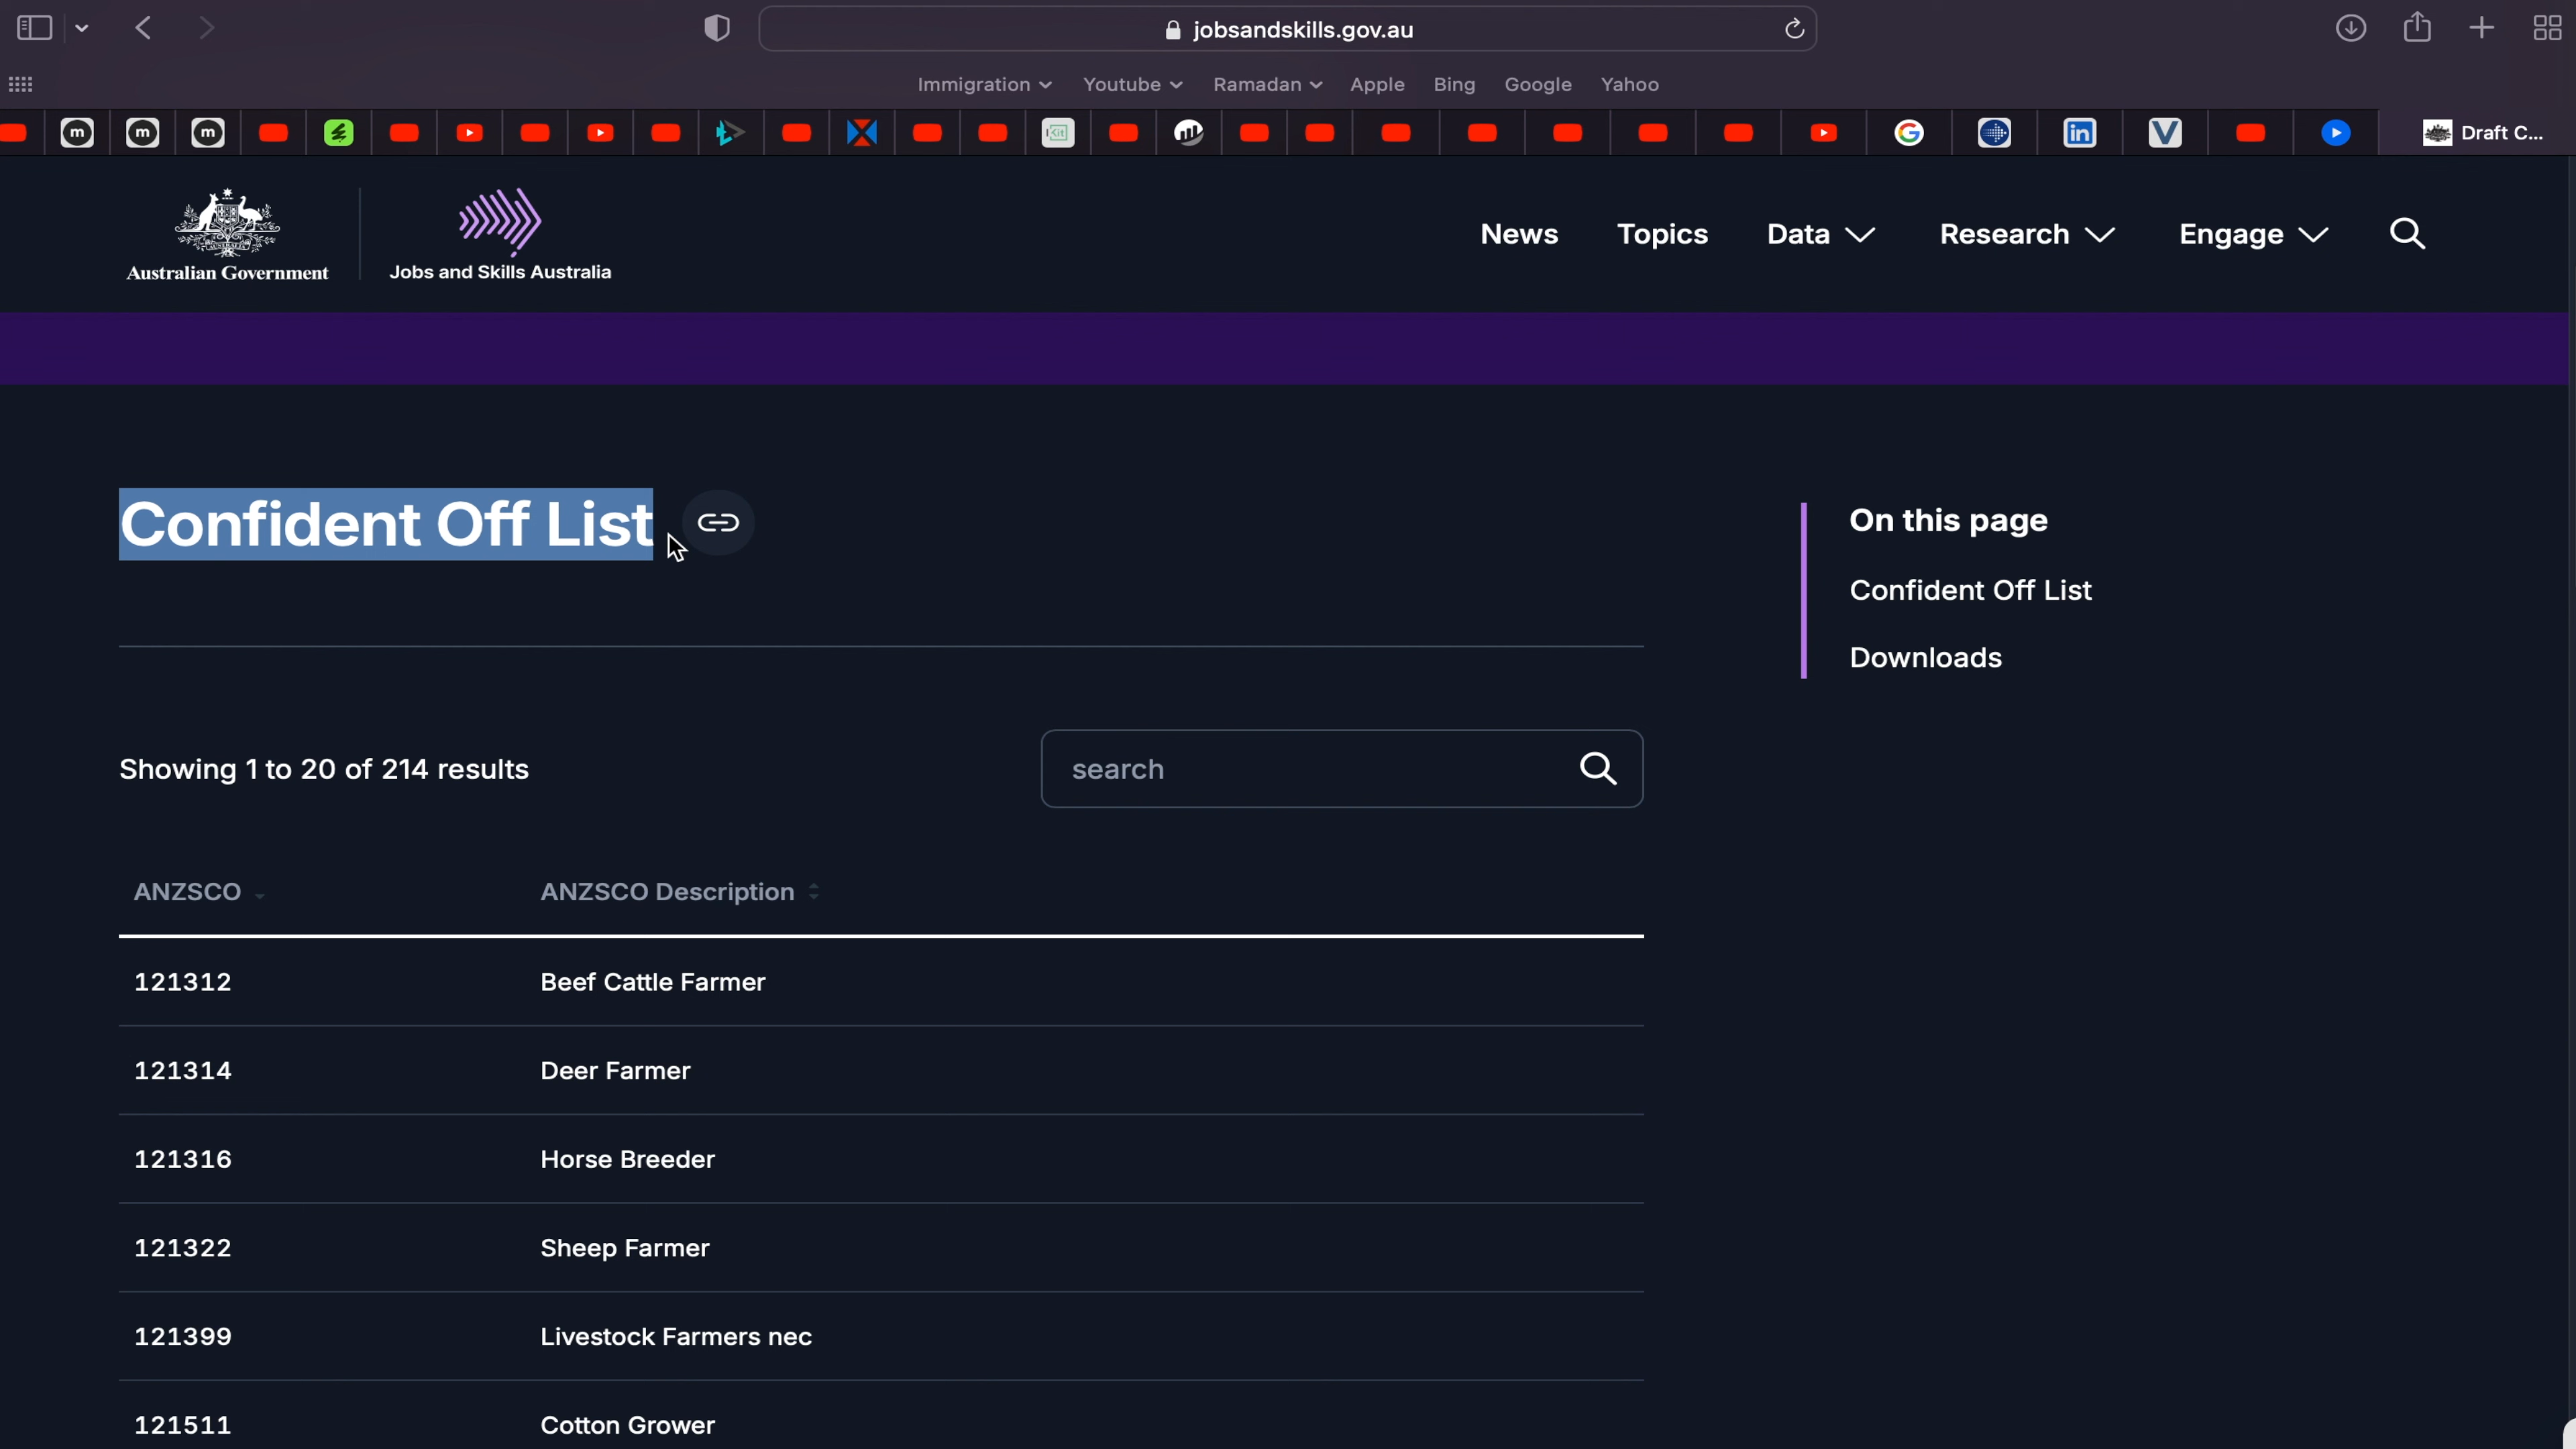 jobsandskills.gov.au
Immigration Youtube Ramadan Apple Bing Google Yahoo
m m m Kit G in V Draft C...
Australian Government
Jobs and Skills Australia
News Topics Data Research Engage
Confident Off List
On this page
Confident Off List
Downloads
Showing 1 to 20 of 214 results
search
ANZSCO ANZSCO Description
121312 Beef Cattle Farmer
121314 Deer Farmer
121316 Horse Breeder
121322 Sheep Farmer
121399 Livestock Farmers nec
121511 Cotton Grower